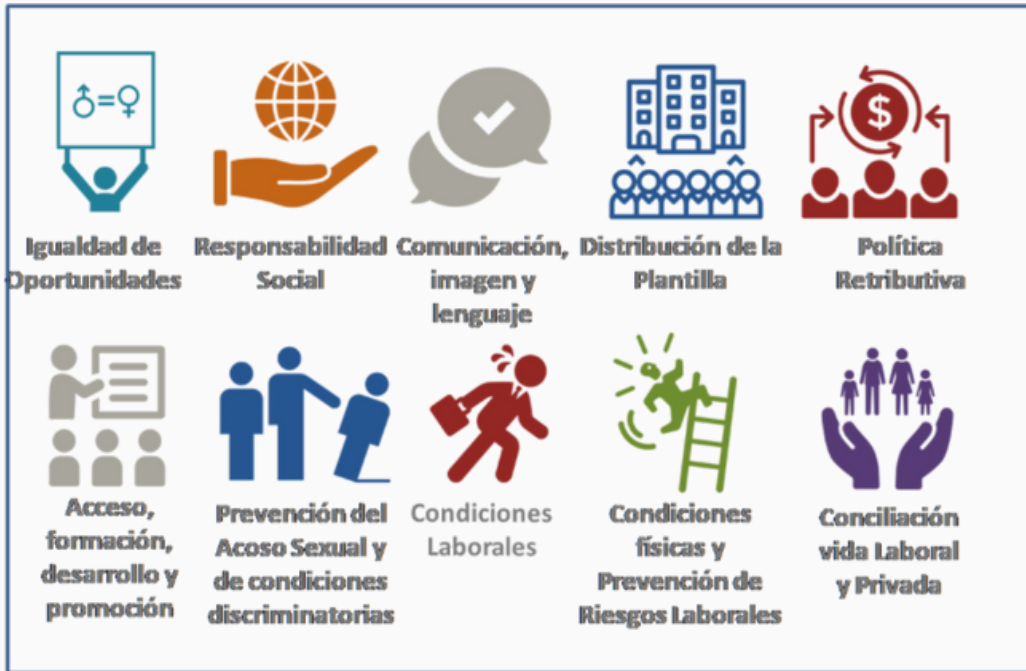 ♂=♀
$
Igualdad de
Oportunidades
Responsabilidad
Social
Comunicación,
imagen y
lenguaje
Distribución de la
Plantilla
Política
Retributiva
Acceso,
formación,
desarrollo y
promoción
Prevención del
Acoso Sexual y
de condiciones
discriminatorias
Condiciones
Laborales
Condiciones
físicas y
Prevención de
Riesgos Laborales
Conciliación
vida Laboral
y Privada